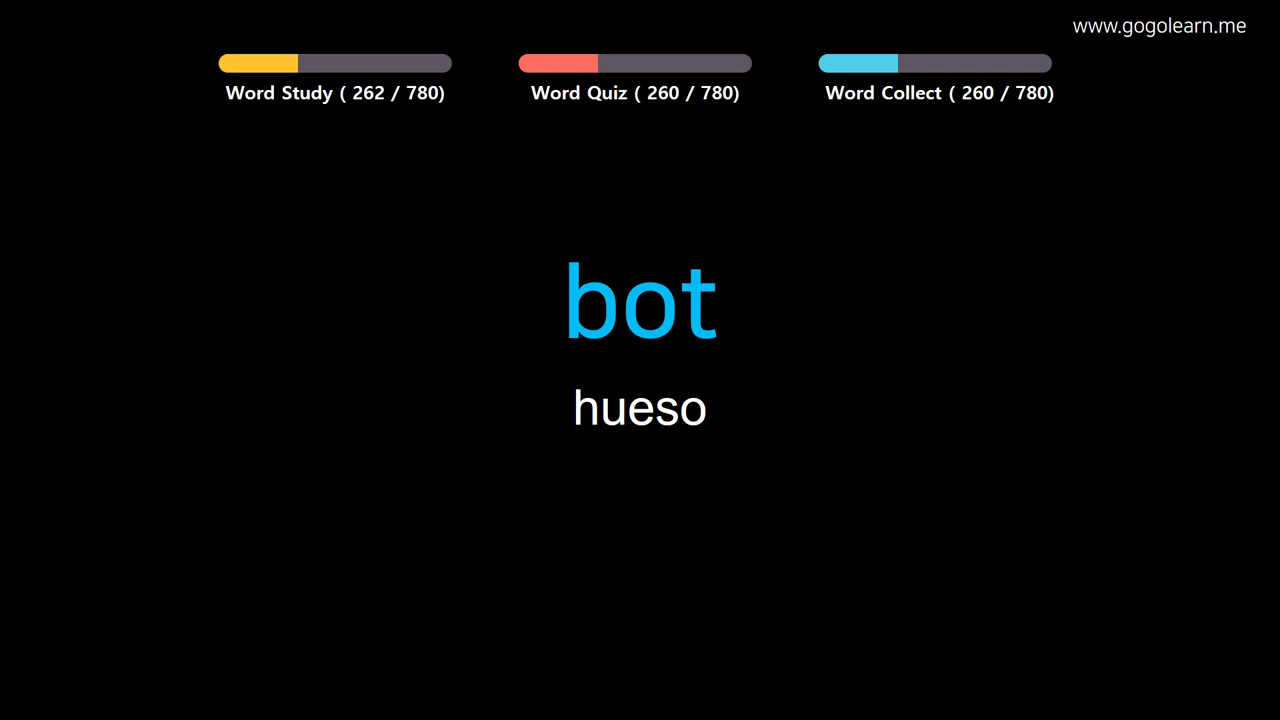 www.gogolearn.me
Word Study ( 262 / 780)
Word Quiz ( 260 / 780)
Word Collect ( 260 / 780)
bot
hueso